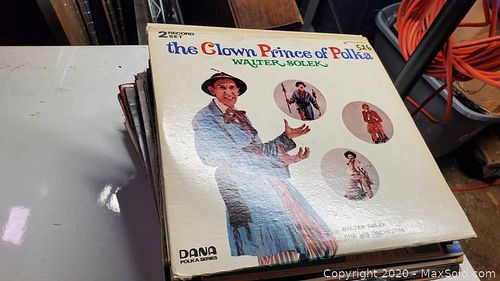 2 RECORD
SET
526
the Clown Prince of Polka
WALTER SOLEK
WALTER SOLEK
AND HIS ORCHESTRA
DANA
POLKA SERIES
Copyright 2020 - MaxSold.com